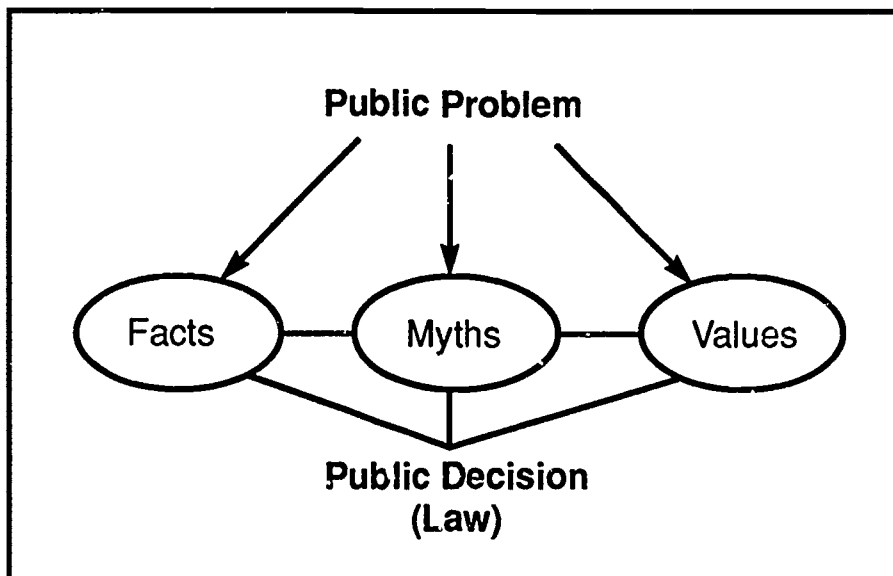 Public Problem
Facts
Myths
Values
Public Decision
(Law)